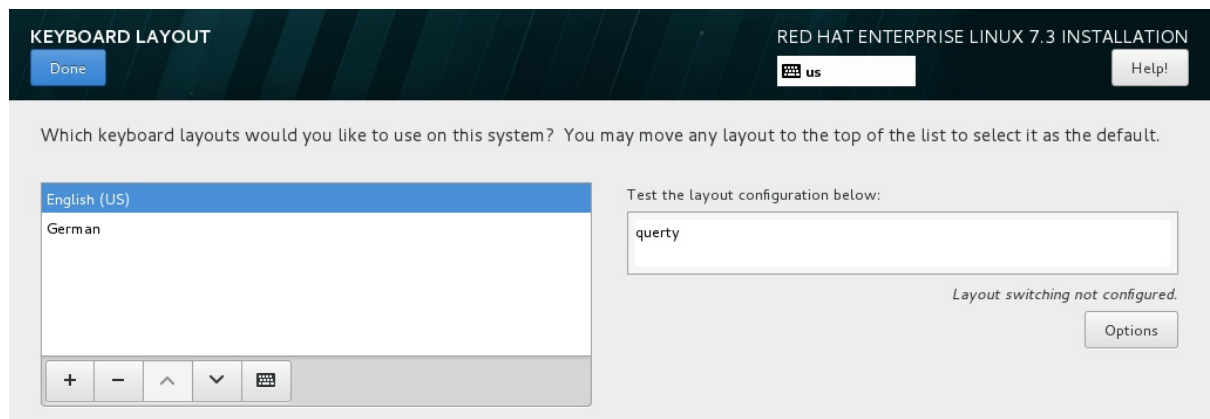 KEYBOARD LAYOUT
RED HAT ENTERPRISE LINUX 7.3 INSTALLATION
Done
us
Help!
Which keyboard layouts would you like to use on this system? You may move any layout to the top of the list to select it as the default.
English (US)
German
Test the layout configuration below:
querty
Layout switching not configured.
Options